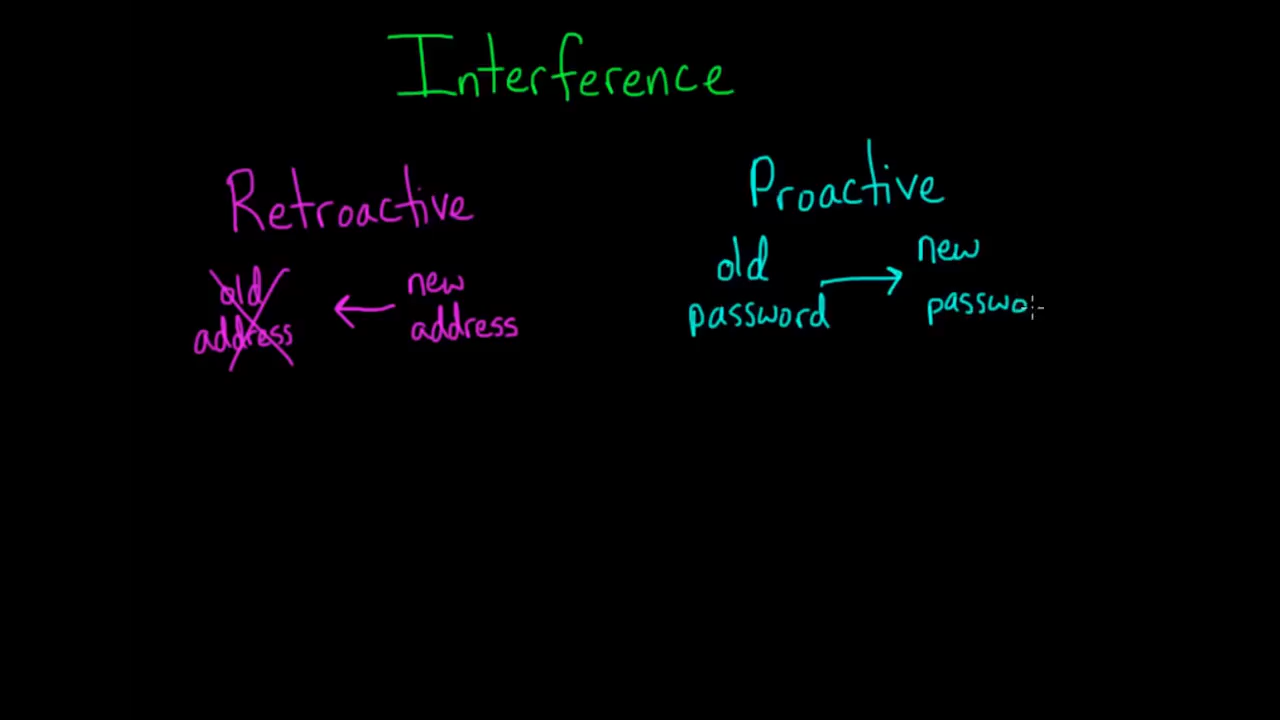 Interference
Retroactive
old
address
new
address
Proactive
old
password
new
passwo